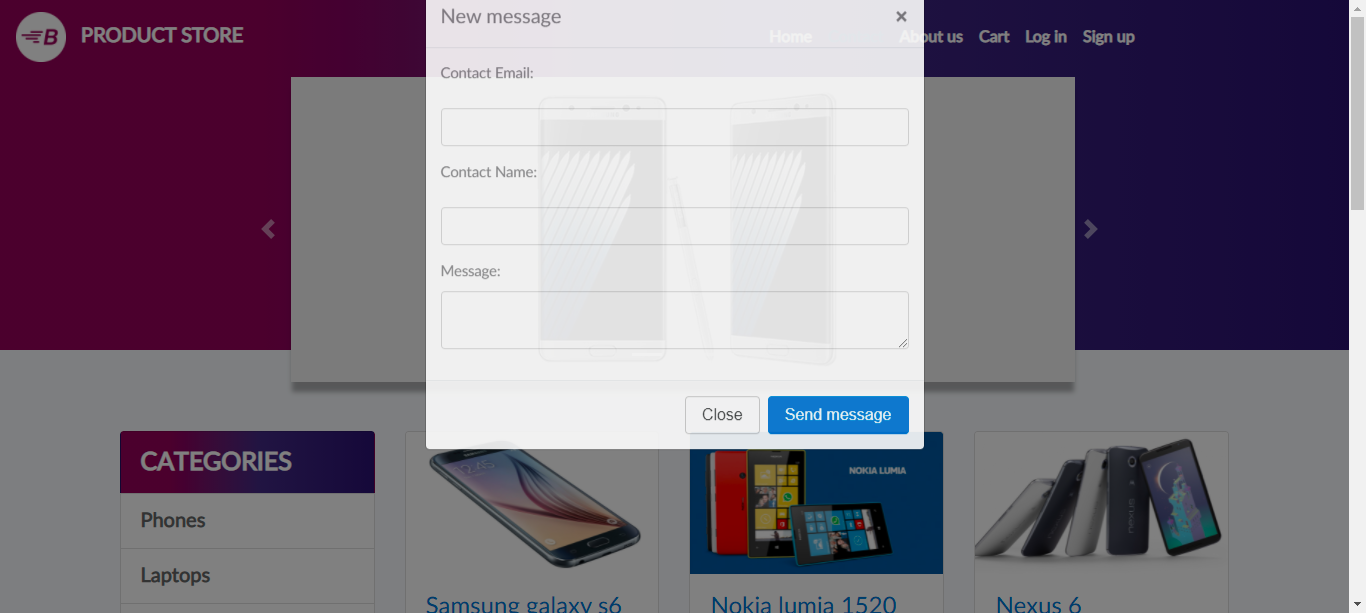 PRODUCT STORE
New message
×
Home
About us
Cart
Log in
Sign up
Contact Email:
Contact Name:
Message:
Close
Send message
CATEGORIES
Phones
Laptops
NOKIA LUMIA
nexus
Samsung galaxy s6
Nokia lumia 1520
Nexus 6